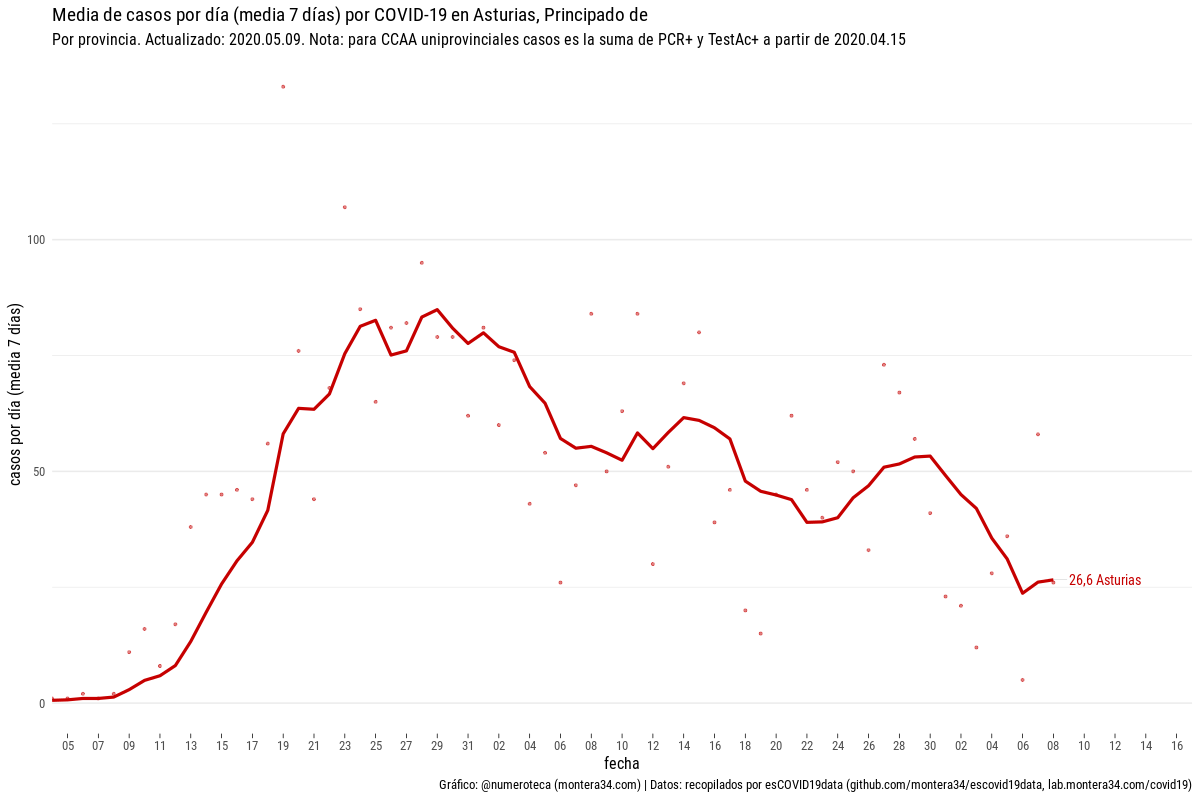 Media de casos por día (media 7 días) por COVID-19 en Asturias, Principado de
Por provincia. Actualizado: 2020.05.09. Nota: para CCAA uniprovinciales casos es la suma de PCR+ y TestAc+ a partir de 2020.04.15
casos por día (media 7 días)
100
50
0
26,6 Asturias
05 07 09 11 13 15 17 19 21 23 25 27 29 31 02 04 06 08 10 12 14 16 18 20 22 24 26 28 30 02 04 06 08 10 12 14 16
fecha
Gráfico: @numeroteca (montera34.com) | Datos: recopilados por esCOVID19data (github.com/montera34/escovid19data, lab.montera34.com/covid19)